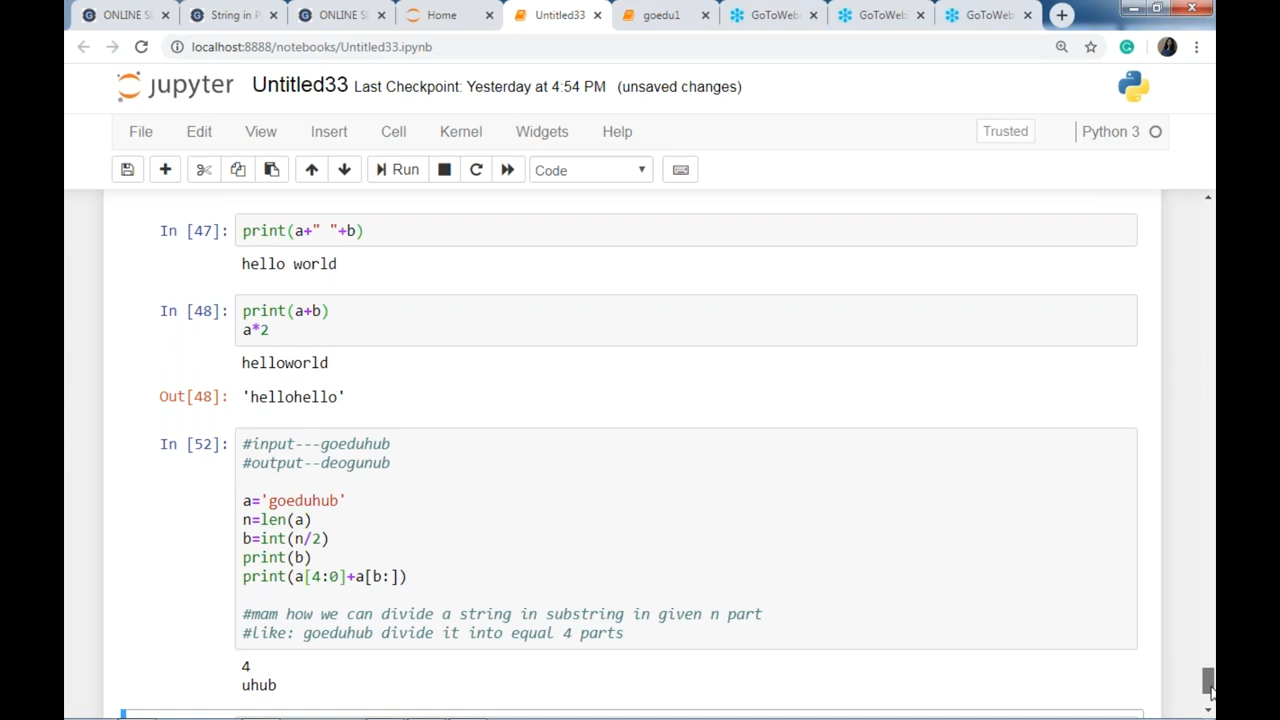 ONLINE SU
String in P
ONLINE SU
Home
Untitled33
goedu1
GoToWeb
GoToWeb
GoToWeb
localhost:8888/notebooks/Untitled33.ipynb
jupyter Untitled33 Last Checkpoint: Yesterday at 4:54 PM (unsaved changes)
File Edit View Insert Cell Kernel Widgets Help Trusted Python 3
Run Code
In [47]: print(a+" "+b)
hello world
In [48]: print(a+b)
a*2
helloworld
Out[48]: 'hellohello'
In [52]: #input---goeduhub
#output--deogunub
a='goeduhub'
n=len(a)
b=int(n/2)
print(b)
print(a[4:0]+a[b:])
#mam how we can divide a string in substring in given n part
#like: goeduhub divide it into equal 4 parts
4
uhub